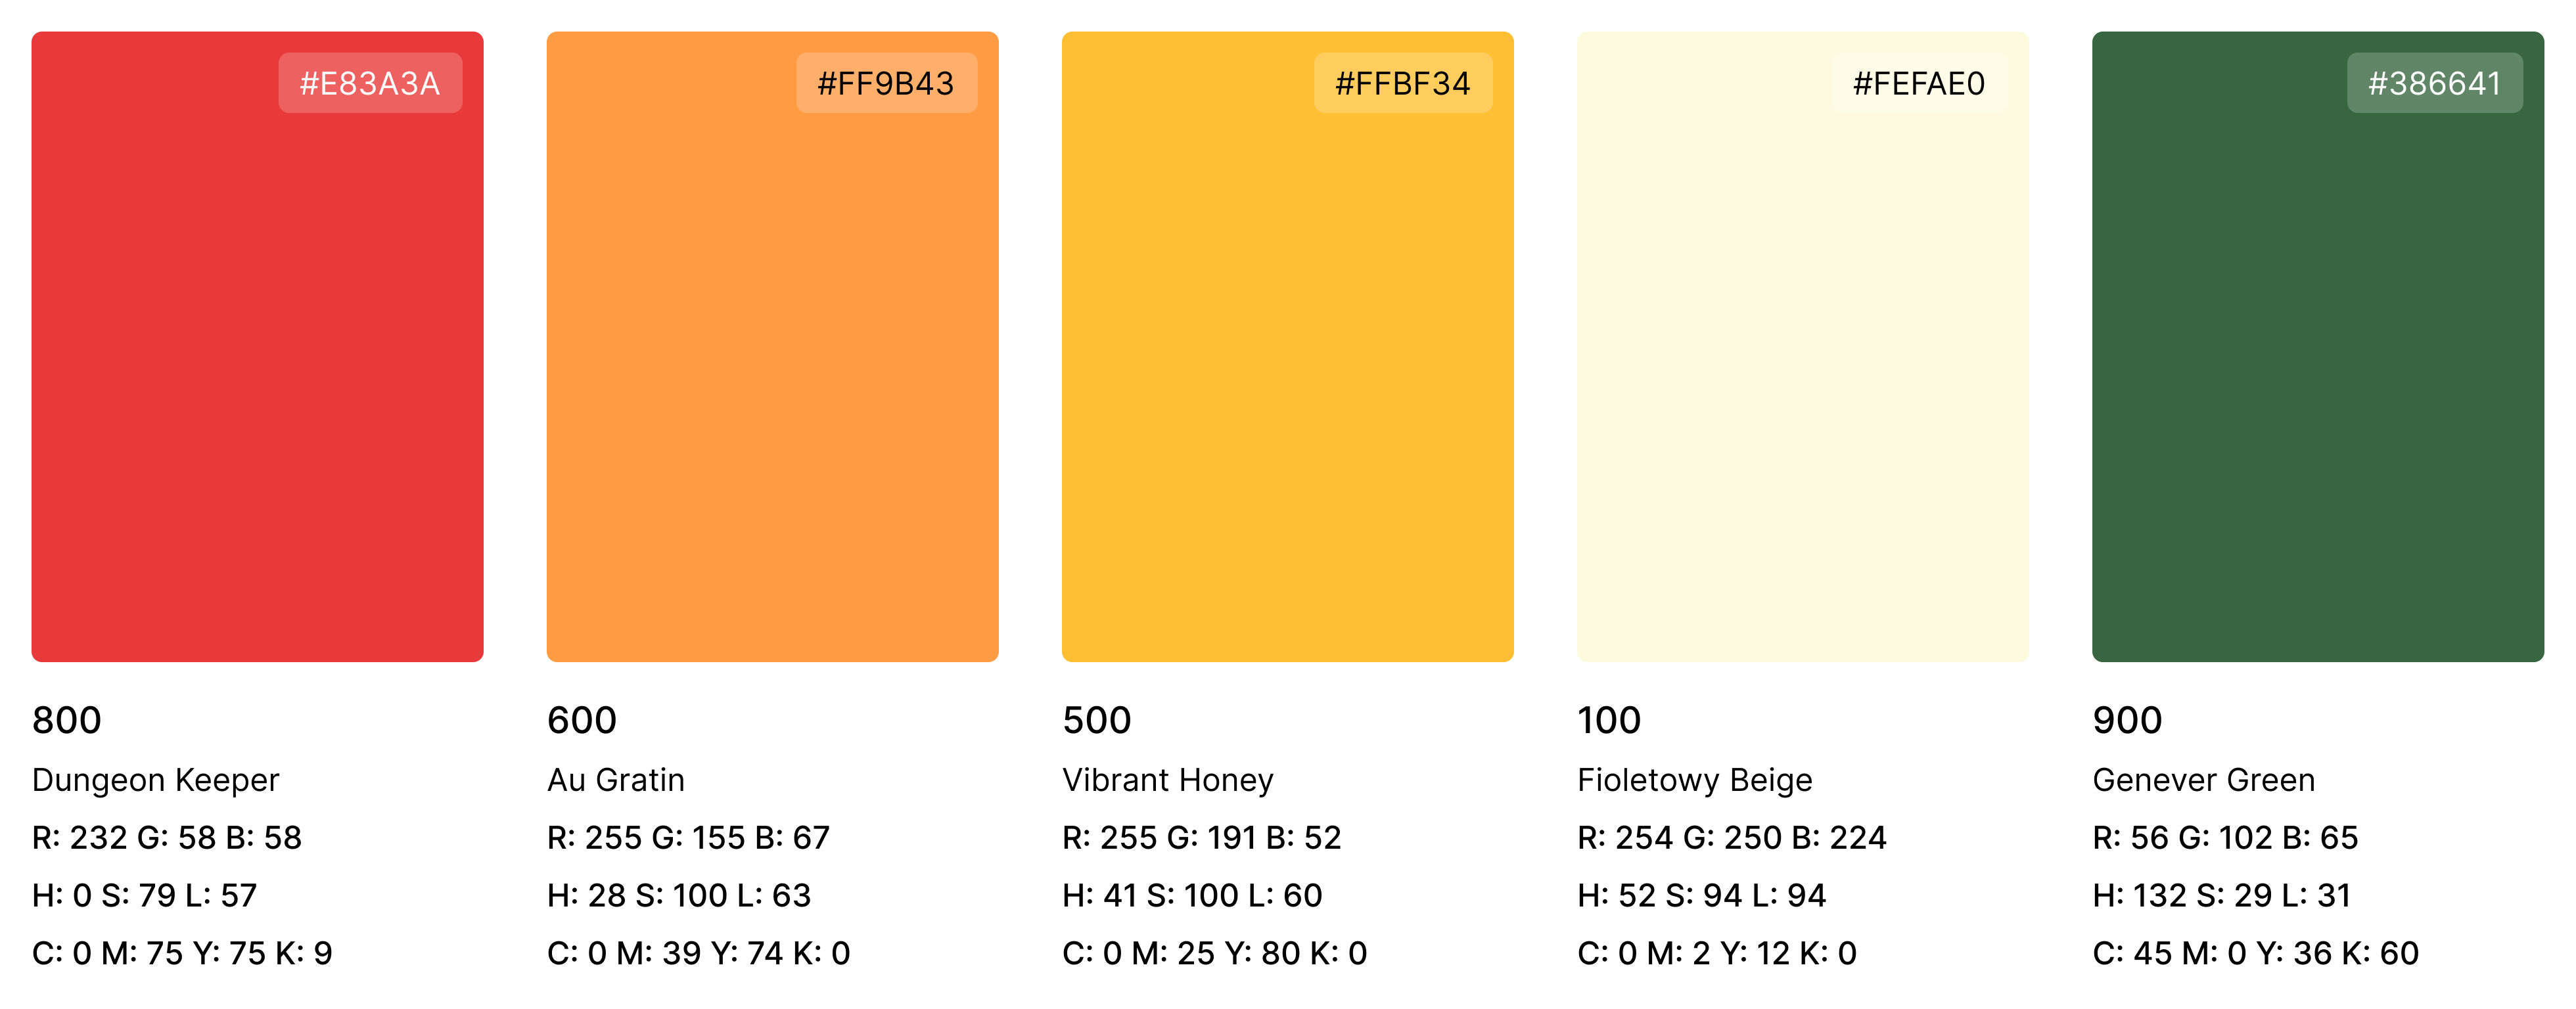 #E83A3A
800
Dungeon Keeper
R: 232 G: 58 B: 58
H: 0 S: 79 L: 57
C: 0 M: 75 Y: 75 K: 9
#FF9B43
600
Au Gratin
R: 255 G: 155 B: 67
H: 28 S: 100 L: 63
C: 0 M: 39 Y: 74 K: 0
#FFBF34
500
Vibrant Honey
R: 255 G: 191 B: 52
H: 41 S: 100 L: 60
C: 0 M: 25 Y: 80 K: 0
#FEFAE0
100
Fioletowy Beige
R: 254 G: 250 B: 224
H: 52 S: 94 L: 94
C: 0 M: 2 Y: 12 K: 0
#386641
900
Genever Green
R: 56 G: 102 B: 65
H: 132 S: 29 L: 31
C: 45 M: 0 Y: 36 K: 60